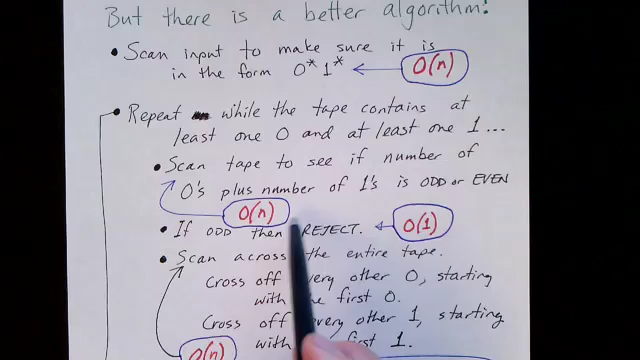 But there is a better algorithm!
• Scan input to make sure it is
in the form 0*1* O(n)
• Repeat while the tape contains at
least one 0 and at least one 1...
• Scan tape to see if number of
0's plus number of 1's is ODD or EVEN
O(n)
• If ODD then REJECT. O(1)
• Scan across the entire tape.
Cross off every other 0, starting
with the first 0.
Cross off every other 1, starting
O(n) with first 1.